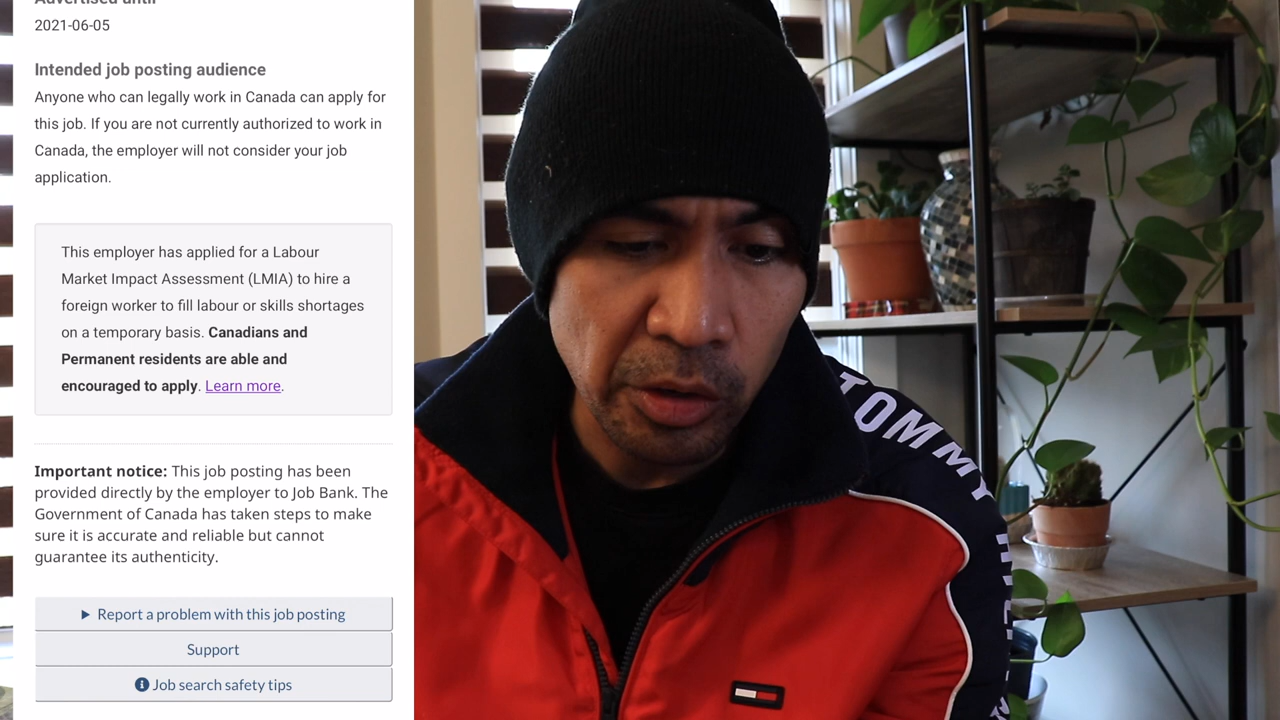 Advertised until
2021-06-05
Intended job posting audience
Anyone who can legally work in Canada can apply for
this job. If you are not currently authorized to work in
Canada, the employer will not consider your job
application.
This employer has applied for a Labour
Market Impact Assessment (LMIA) to hire a
foreign worker to fill labour or skills shortages
on a temporary basis. Canadians and
Permanent residents are able and
encouraged to apply. Learn more.
Important notice: This job posting has been
provided directly by the employer to Job Bank. The
Government of Canada has taken steps to make
sure it is accurate and reliable but cannot
guarantee its authenticity.
Report a problem with this job posting
Support
Job search safety tips
TOMMY